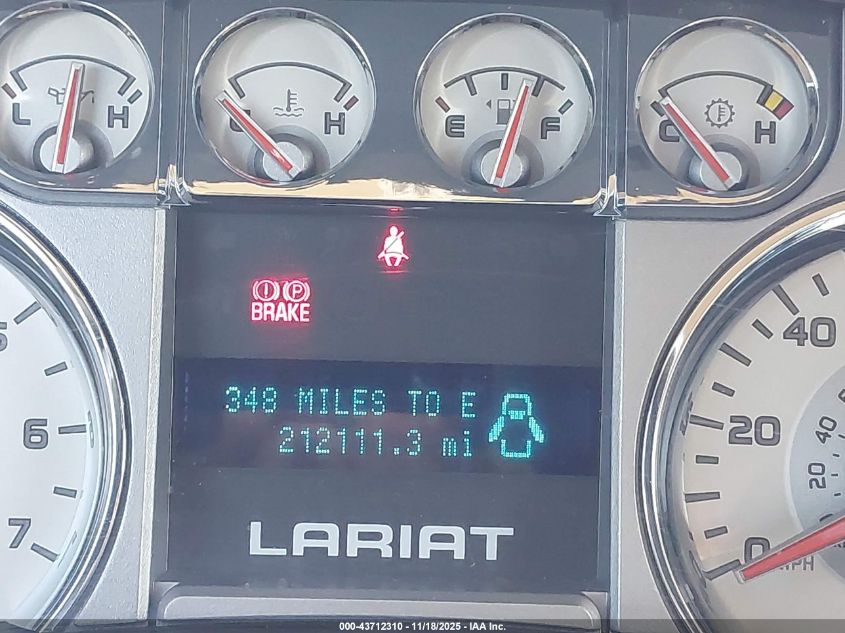 L H
C H
E F
C H
BRAKE
348 MILES TO E
212111.3 mi
LARIAT
6
7
40
20
0
MPH
40
20
000-43712310 - 11/18/2025 - IAA Inc.